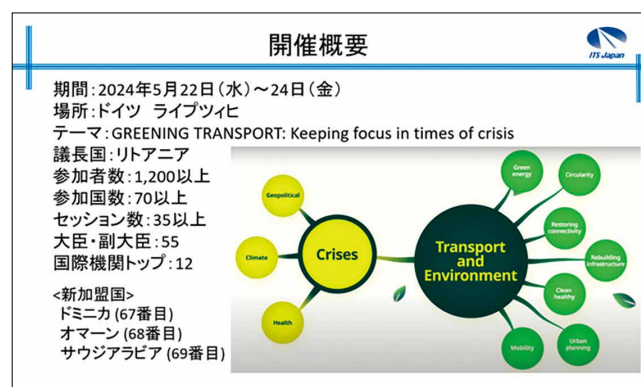 開催概要
ITS Japan
期間：2024年5月22日（水）～24日（金）
場所：ドイツ　ライプツィヒ
テーマ：GREENING TRANSPORT: Keeping focus in times of crisis
議長国：リトアニア
参加者数：1,200以上
参加国数：70以上
セッション数：35以上
大臣・副大臣：55
国際機関トップ：12
<新加盟国>
ドミニカ（67番目）
オマーン（68番目）
サウジアラビア（69番目）
Geopolitical
Climate
Health
Crises
Transport
and
Environment
Green
energy
Circularity
Restoring
connectivity
Rebuilding
infrastructure
Clean
healthy
Urban
planning
Mobility